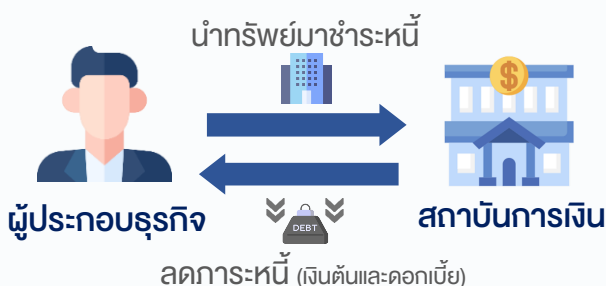 นำทรัพย์มาชำระหนี้
$
ผู้ประกอบธุรกิจ
สถาบันการเงิน
DEBT
ลดภาระหนี้ (เงินต้นและดอกเบี้ย)